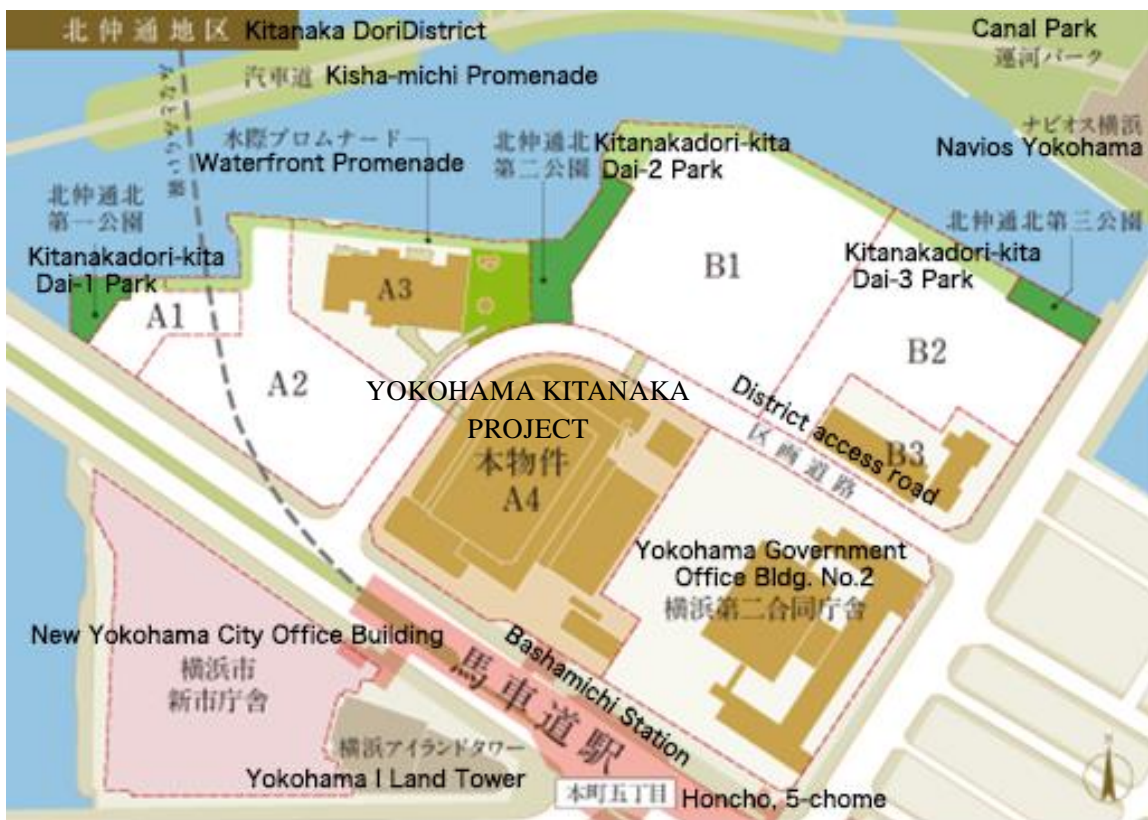 北仲通地区 Kitanaka DoriDistrict
Canal Park
運河パーク
汽車道 Kisha-michi Promenade
みなとみらい線
水際プロムナード
Waterfront Promenade
北仲通北
第二公園
Kitanakadori-kita
Dai-2 Park
ナビオス横浜
Navios Yokohama
北仲通北
第一公園
Kitanakadori-kita
Dai-1 Park
北仲通北第三公園
Kitanakadori-kita
Dai-3 Park
A1
A2
A3
B1
B2
B3
YOKOHAMA KITANAKA
PROJECT
本物件
A4
District access road
区画道路
Yokohama Government
Office Bldg. No.2
横浜第二合同庁舎
New Yokohama City Office Building
横浜市
新市庁舎
Bashamichi Station
馬車道駅
横浜アイランドタワー
Yokohama I Land Tower
本町五丁目 Honcho, 5-chome
N